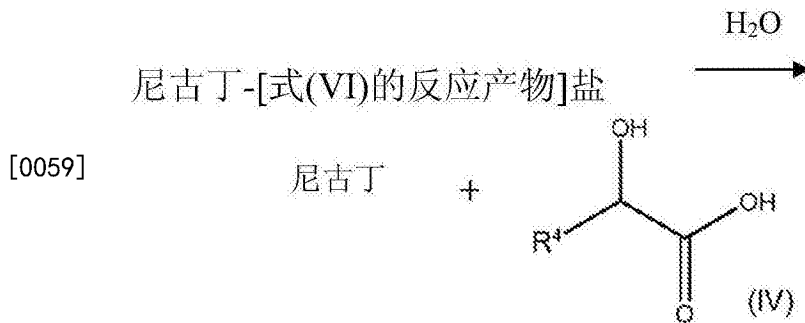 H₂O
尼古丁-[式(VI)的反应产物]盐
[0059]
尼古丁
+
OH
OH
R⁴
O
(IV)